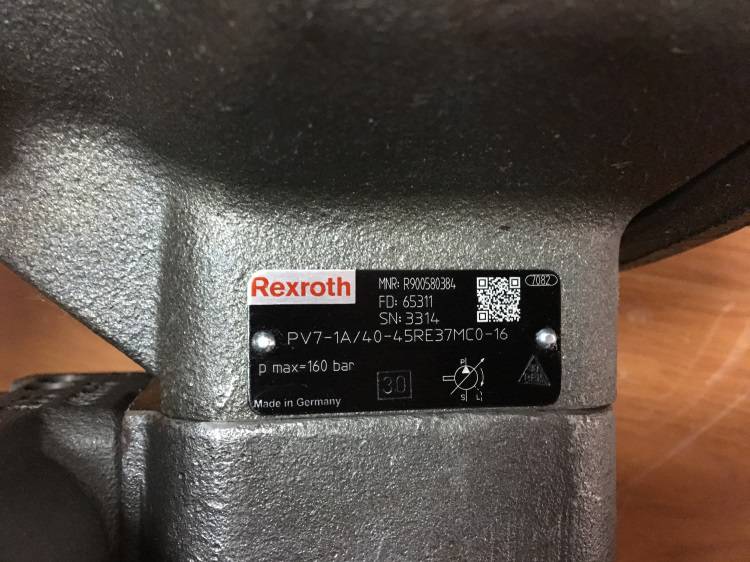 Rexroth
MNR: R900580384
7082
FD: 65311
SN: 3314
PV7-1A/40-45RE37MC0-16
p max=160 bar
30
P
S L
Made in Germany